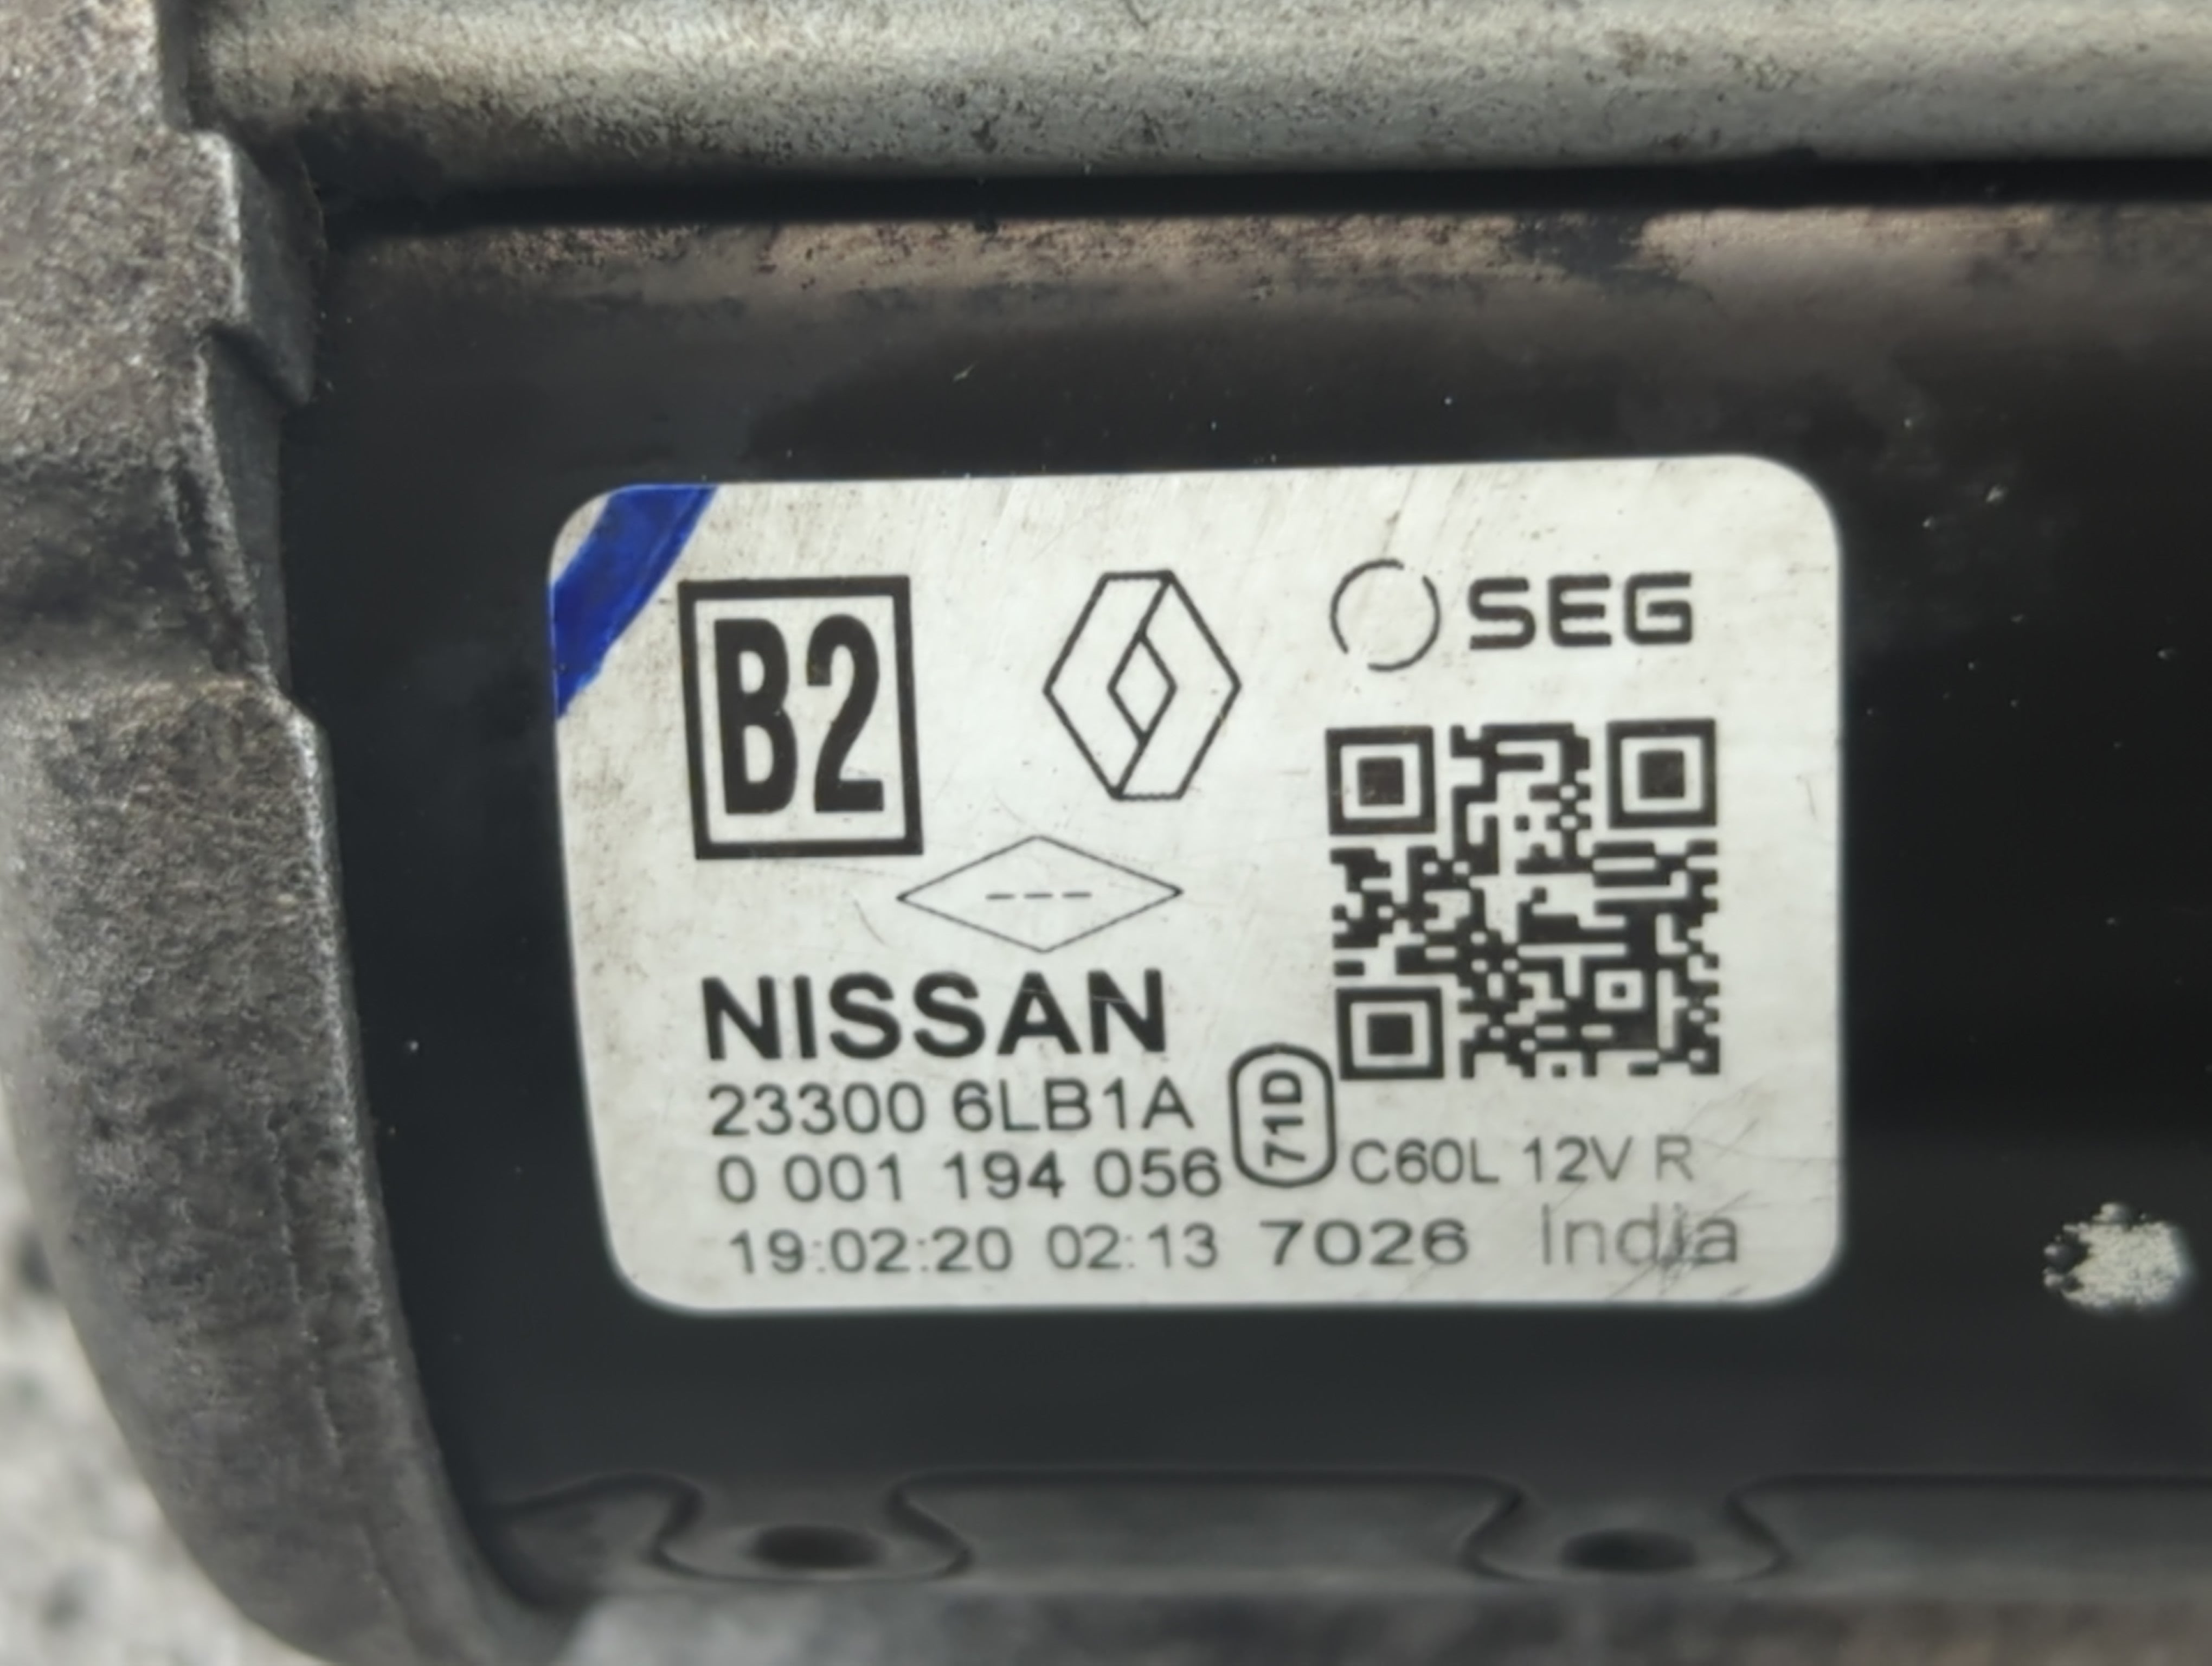 B2
SEG
NISSAN
23300 6LB1A
71D
0 001 194 056
C60L 12V R
19:02:20 02:13 7026 India